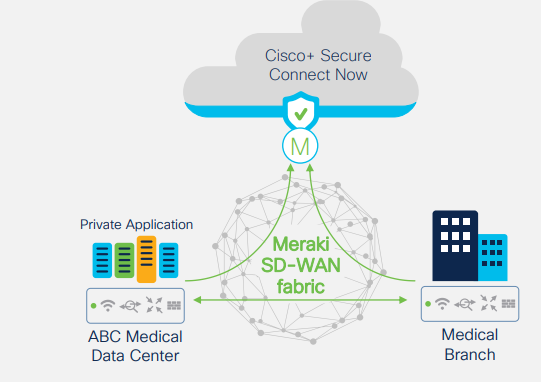 Cisco+ Secure
Connect Now
M
Private Application
Meraki
SD-WAN
fabric
ABC Medical
Data Center
Medical
Branch